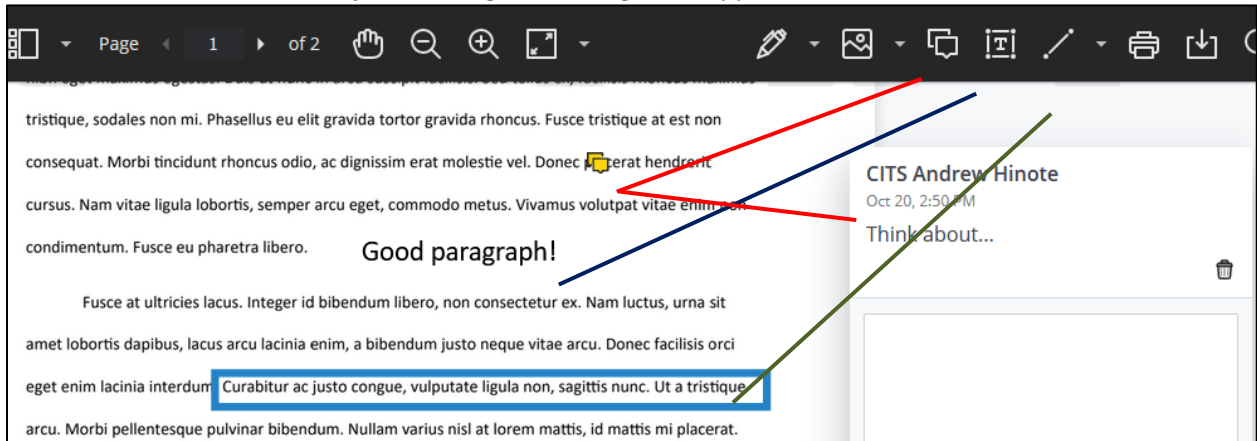 Page 1 of 2
tristique, sodales non mi. Phasellus eu elit gravida tortor gravida rhoncus. Fusce tristique at est non
consequat. Morbi tincidunt rhoncus odio, ac dignissim erat molestie vel. Donec hendrerit
cursus. Nam vitae ligula lobortis, semper arcu eget, commodo metus. Vivamus volutpat vitae enim non
condimentum. Fusce eu pharetra libero.
Good paragraph!
Fusce at ultricies lacus. Integer id bibendum libero, non consectetur ex. Nam luctus, urna sit
amet lobortis dapibus, lacus arcu lacinia enim, a bibendum justo neque vitae arcu. Donec facilisis orci
eget enim lacinia interdum Curabitur ac justo congue, vulputate ligula non, sagittis nunc. Ut a tristique
arcu. Morbi pellentesque pulvinar bibendum. Nullam varius nisl at lorem mattis, id mattis mi placerat.
CITS Andrew Hinote
Oct 20, 2:50 PM
Think about...